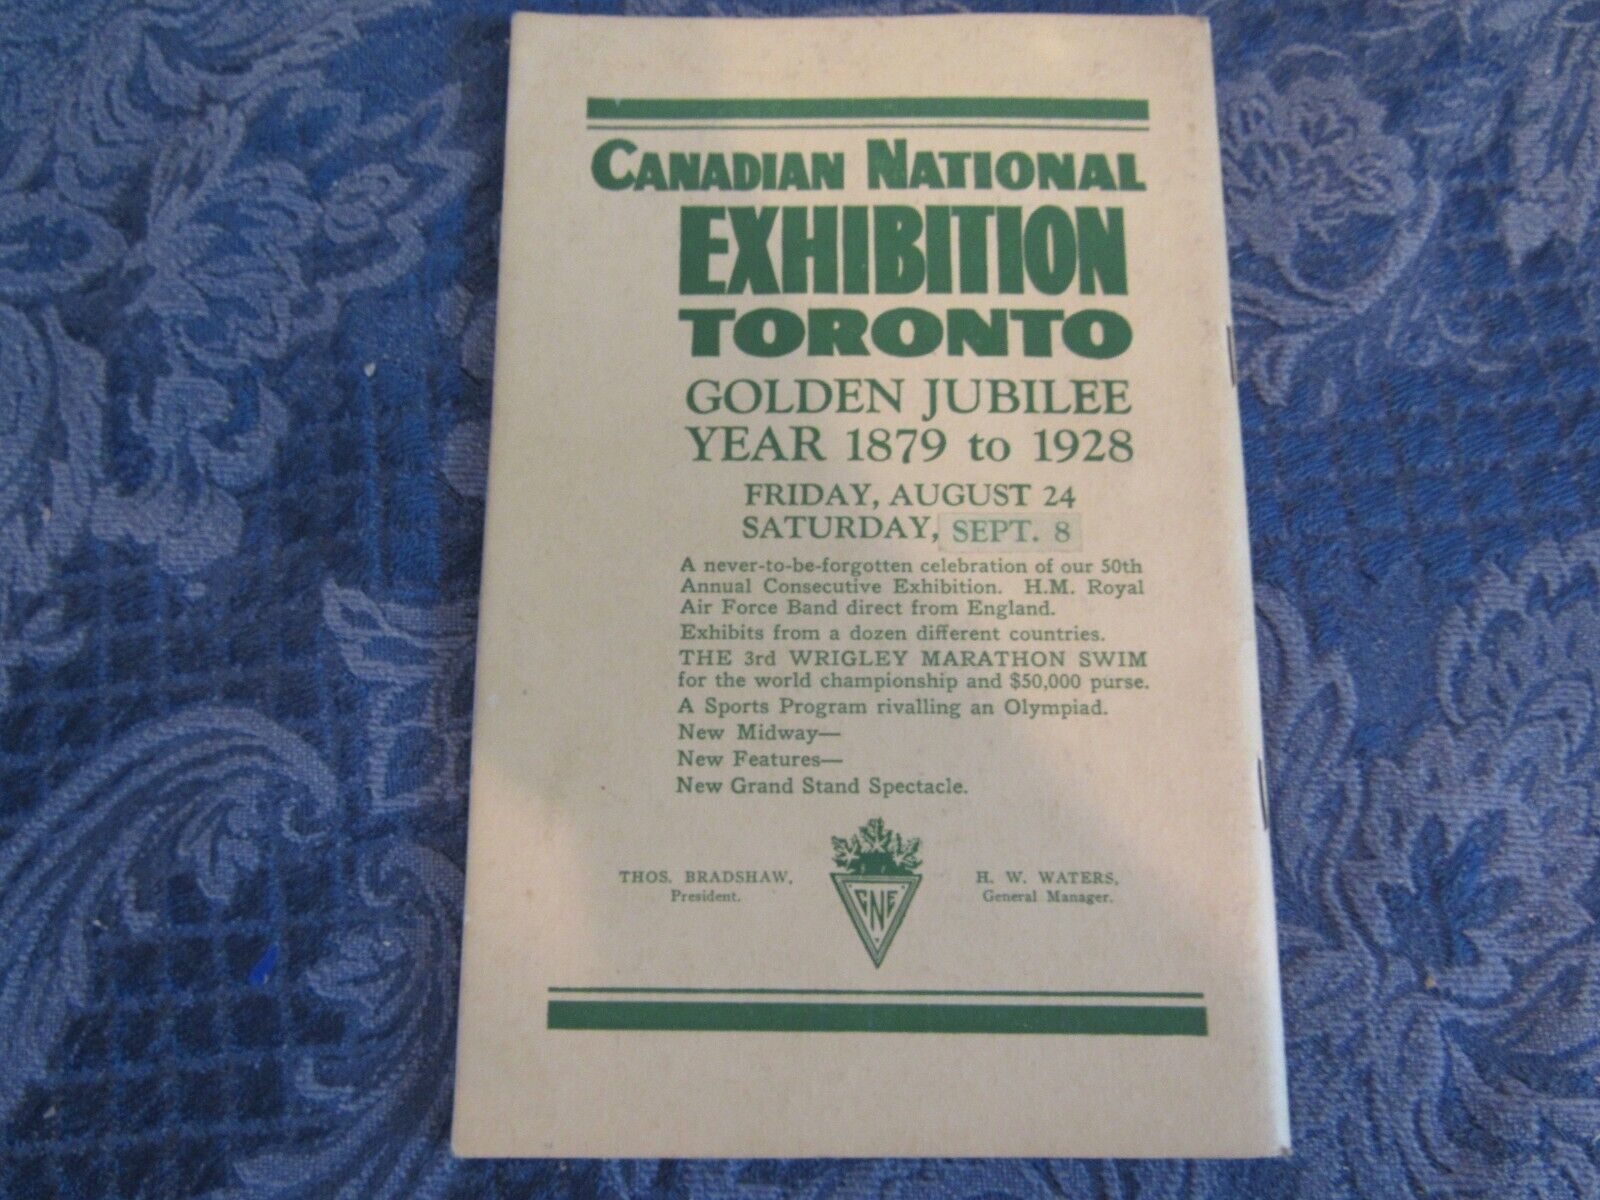 CANADIAN NATIONAL
EXHIBITION
TORONTO
GOLDEN JUBILEE
YEAR 1879 to 1928
FRIDAY, AUGUST 24
SATURDAY, SEPT. 8
A never-to-be-forgotten celebration of our 50th
Annual Consecutive Exhibition. H.M. Royal
Air Force Band direct from England.
Exhibits from a dozen different countries.
THE 3rd WRIGLEY MARATHON SWIM
for the world championship and $50,000 purse.
A Sports Program rivalling an Olympiad.
New Midway—
New Features—
New Grand Stand Spectacle.
THOS. BRADSHAW,
President.
CNE
H. W. WATERS,
General Manager.